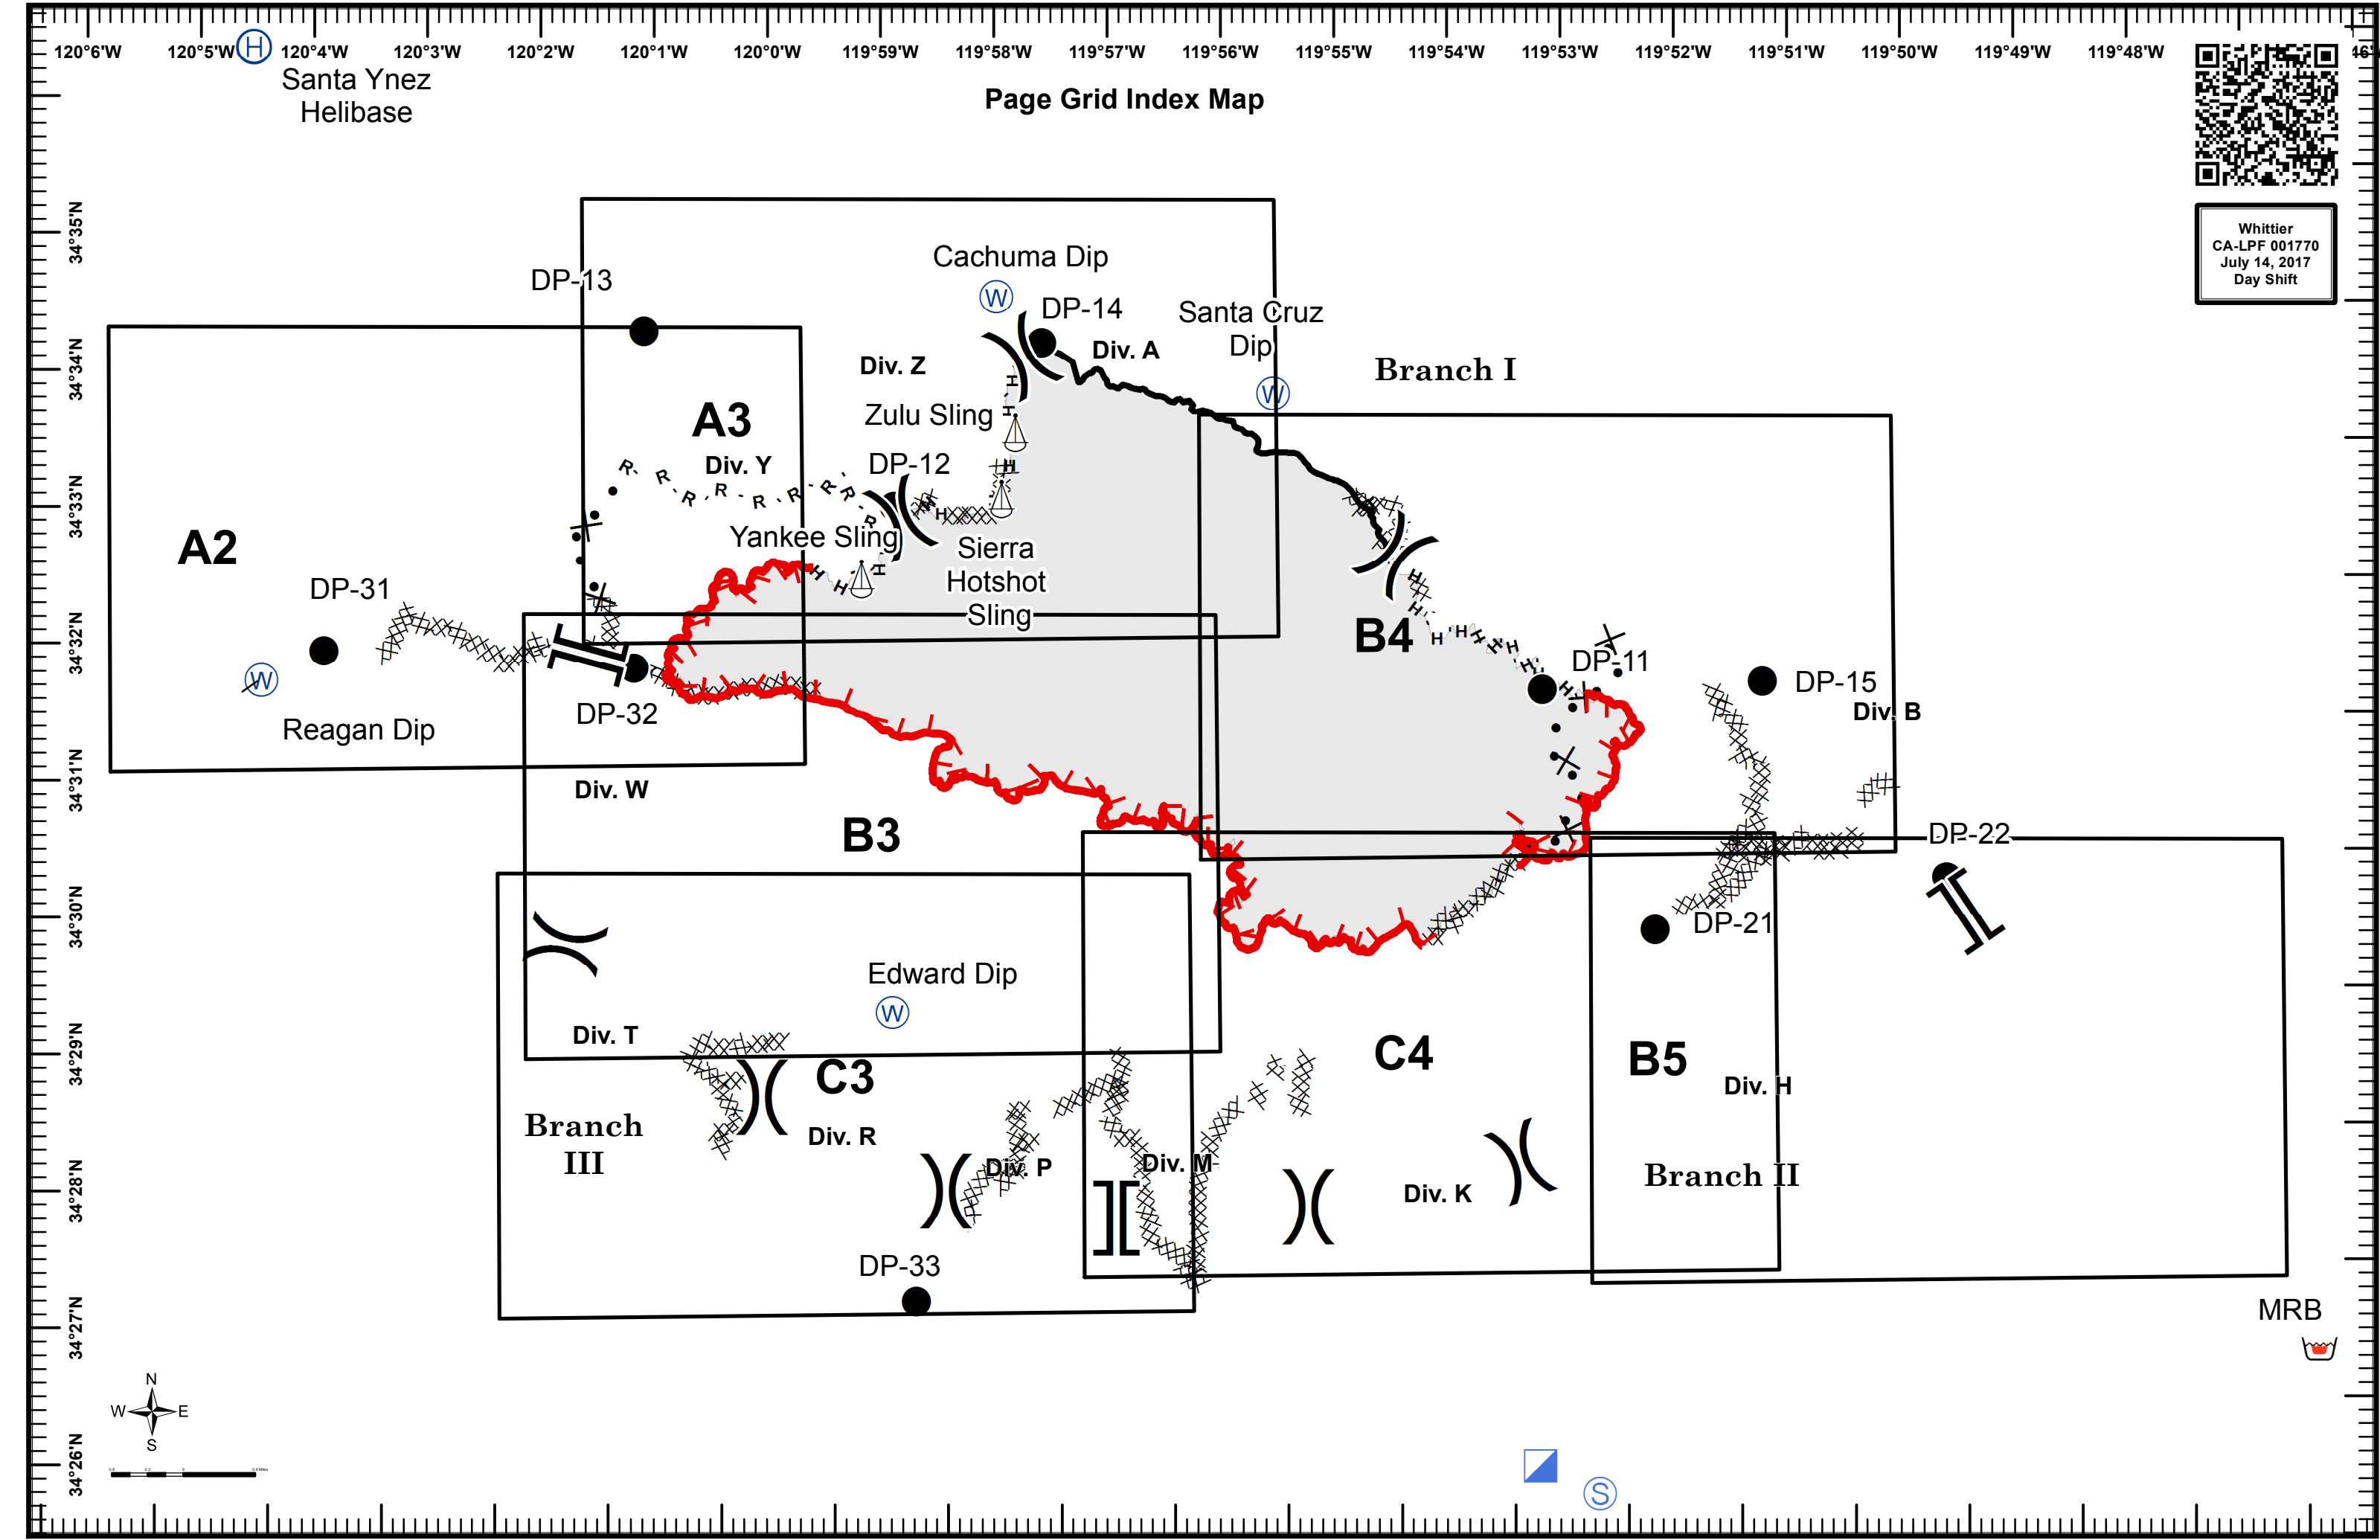 120°6'W 120°5'W 120°4'W 120°3'W 120°2'W 120°1'W 120°0'W 119°59'W 119°58'W 119°57'W 119°56'W 119°55'W 119°54'W 119°53'W 119°52'W 119°51'W 119°50'W 119°49'W 119°48'W
H
Santa Ynez
Helibase
Page Grid Index Map
Whittier
CA-LPF 001770
July 14, 2017
Day Shift
34°35'N
34°34'N
34°33'N
34°32'N
34°31'N
34°30'N
34°29'N
34°28'N
34°27'N
34°26'N
Cachuma Dip
W
DP-13
DP-14
Santa Cruz
Dip
W
Div. A
Branch I
Div. Z
A3
Zulu Sling
Div. Y
DP-12
Yankee Sling
Sierra
Hotshot
Sling
A2
DP-31
W
Reagan Dip
DP-32
B4
DP-11
DP-15
Div. B
Div. W
B3
DP-22
DP-21
Edward Dip
W
Div. T
C3
C4
B5
Div. H
Branch
III
Div. R
Div. P
Div. M
Div. K
Branch II
DP-33
MRB
N
W E
S
S